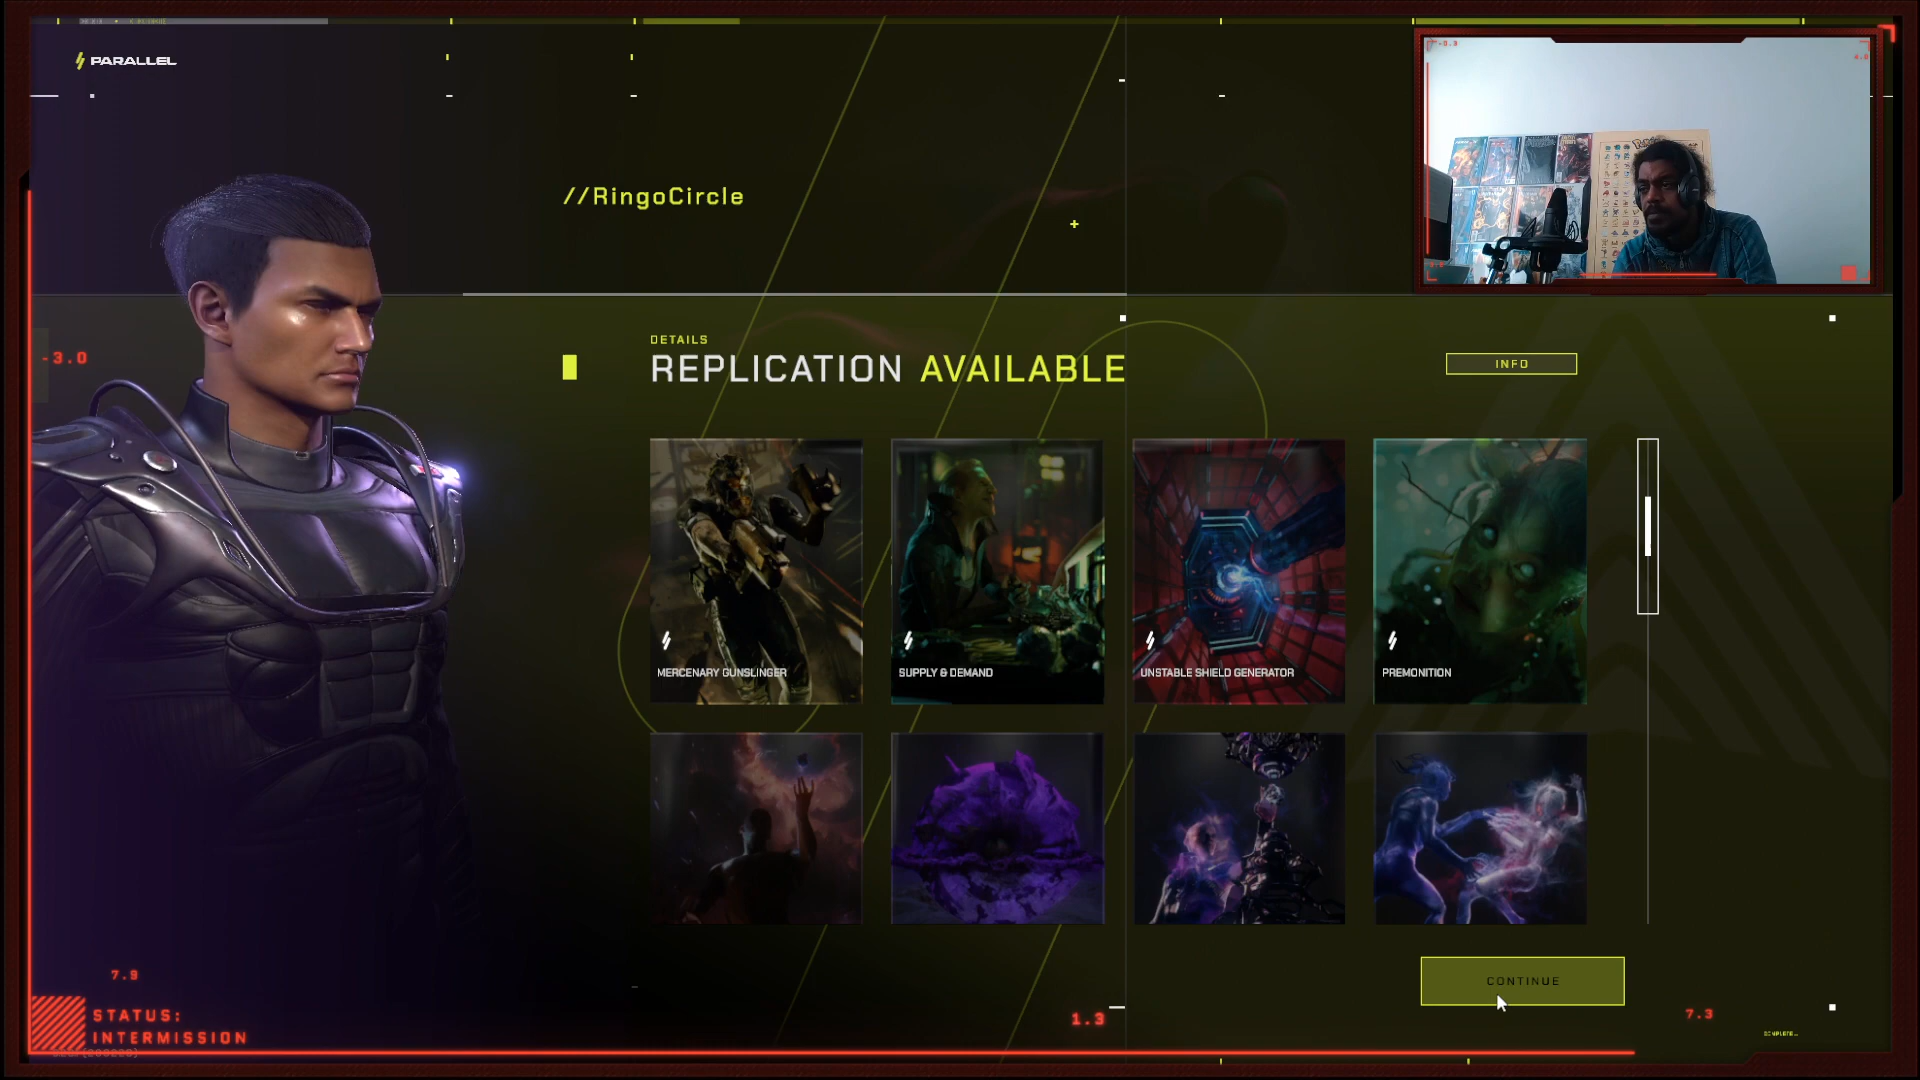 PARALLEL
//RingoCircle
-3.0
DETAILS
REPLICATION AVAILABLE
INFO
MERCENARY GUNSLINGER
SUPPLY & DEMAND
UNSTABLE SHIELD GENERATOR
PREMONITION
CONTINUE
7.9
STATUS:
INTERMISSION
1.3
7.3